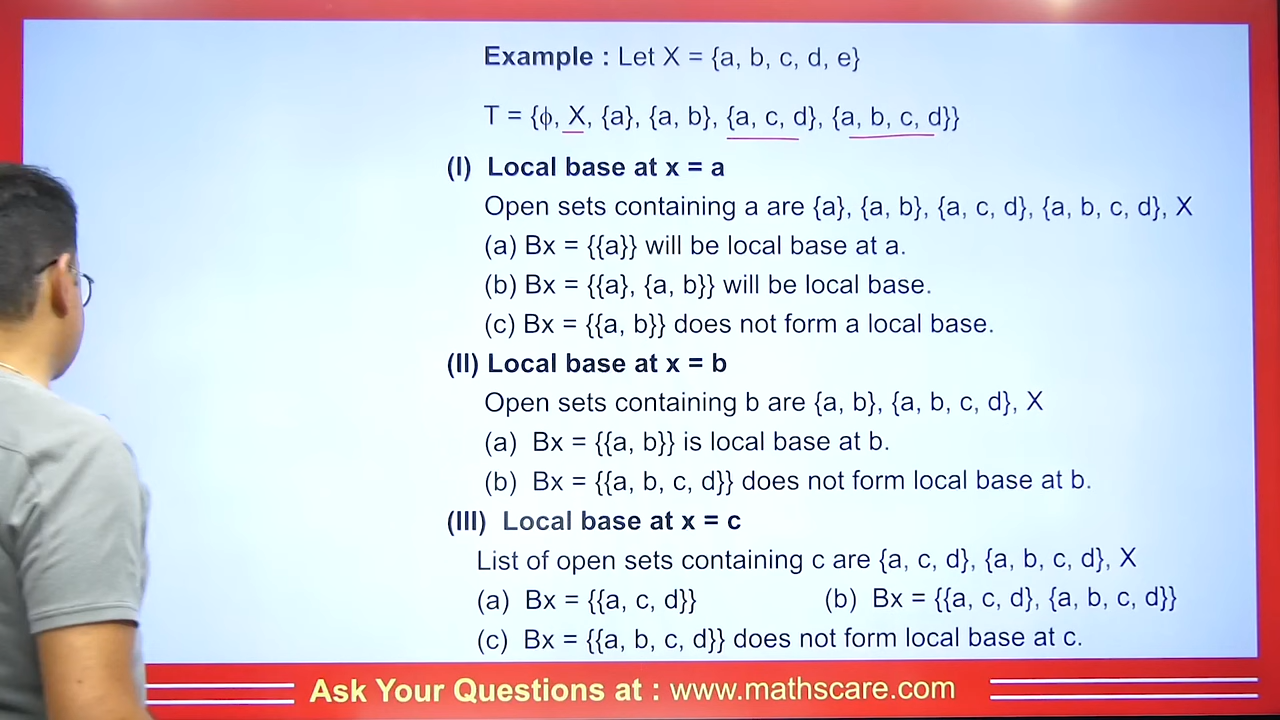 Example : Let X = {a, b, c, d, e}
T = {ϕ, X, {a}, {a, b}, {a, c, d}, {a, b, c, d}}
(I) Local base at x = a
Open sets containing a are {a}, {a, b}, {a, c, d}, {a, b, c, d}, X
(a) Bx = {{a}} will be local base at a.
(b) Bx = {{a}, {a, b}} will be local base.
(c) Bx = {{a, b}} does not form a local base.
(II) Local base at x = b
Open sets containing b are {a, b}, {a, b, c, d}, X
(a) Bx = {{a, b}} is local base at b.
(b) Bx = {{a, b, c, d}} does not form local base at b.
(III) Local base at x = c
List of open sets containing c are {a, c, d}, {a, b, c, d}, X
(a) Bx = {{a, c, d}} (b) Bx = {{a, c, d}, {a, b, c, d}}
(c) Bx = {{a, b, c, d}} does not form local base at c.
Ask Your Questions at : www.mathscare.com